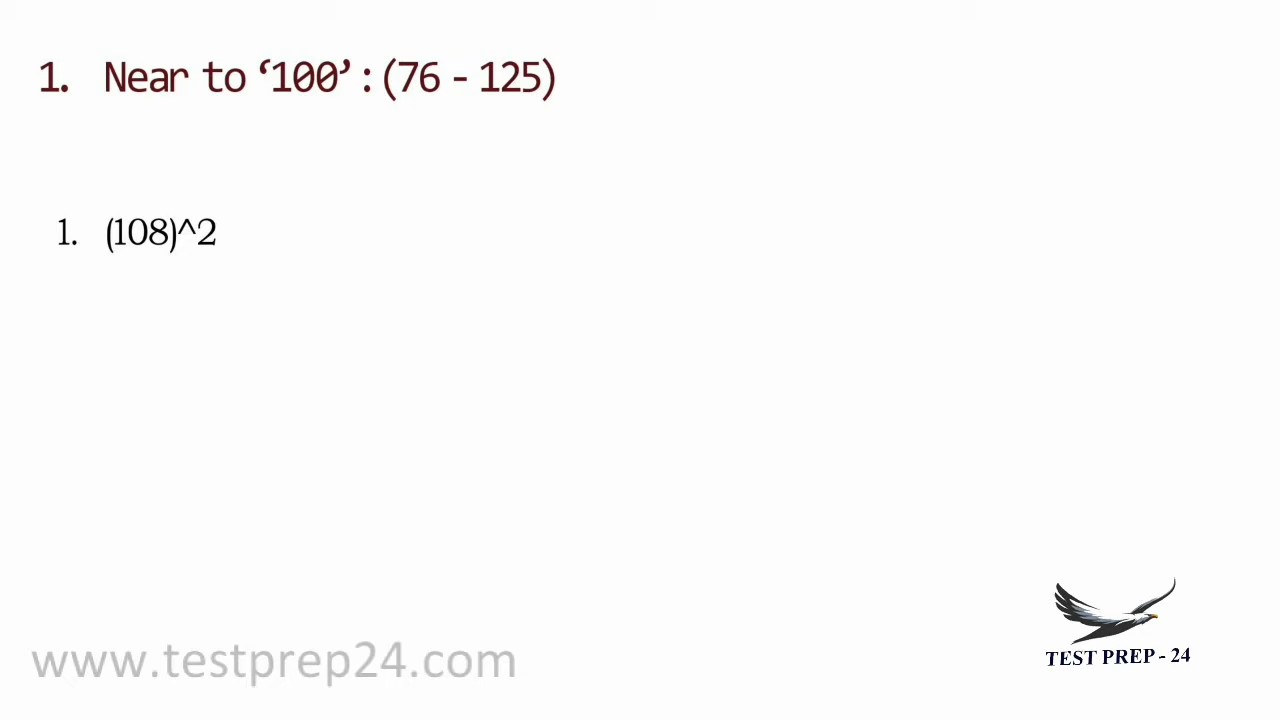 1. Near to ‘100’ : (76 - 125)
1. (108)^2
www.testprep24.com
TEST PREP - 24